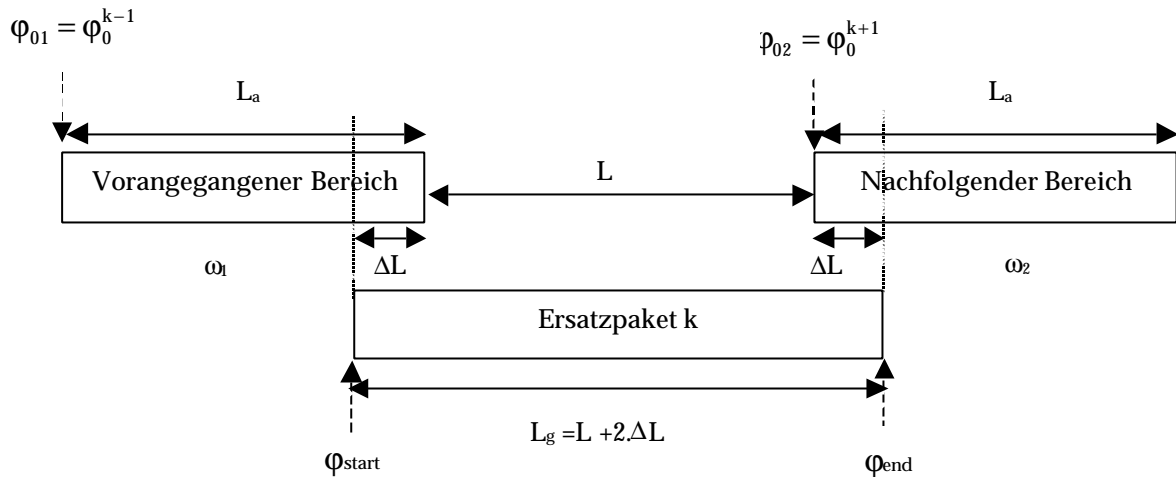 φ₀₁ = φ₀ᵏ⁻¹
φ₀₂ = φ₀ᵏ⁺¹
Lₐ
Lₐ
Vorangegangener Bereich
L
Nachfolgender Bereich
ω₁
ΔL
ΔL
ω₂
Ersatzpaket k
L_g =L +2.ΔL
φstart
φend